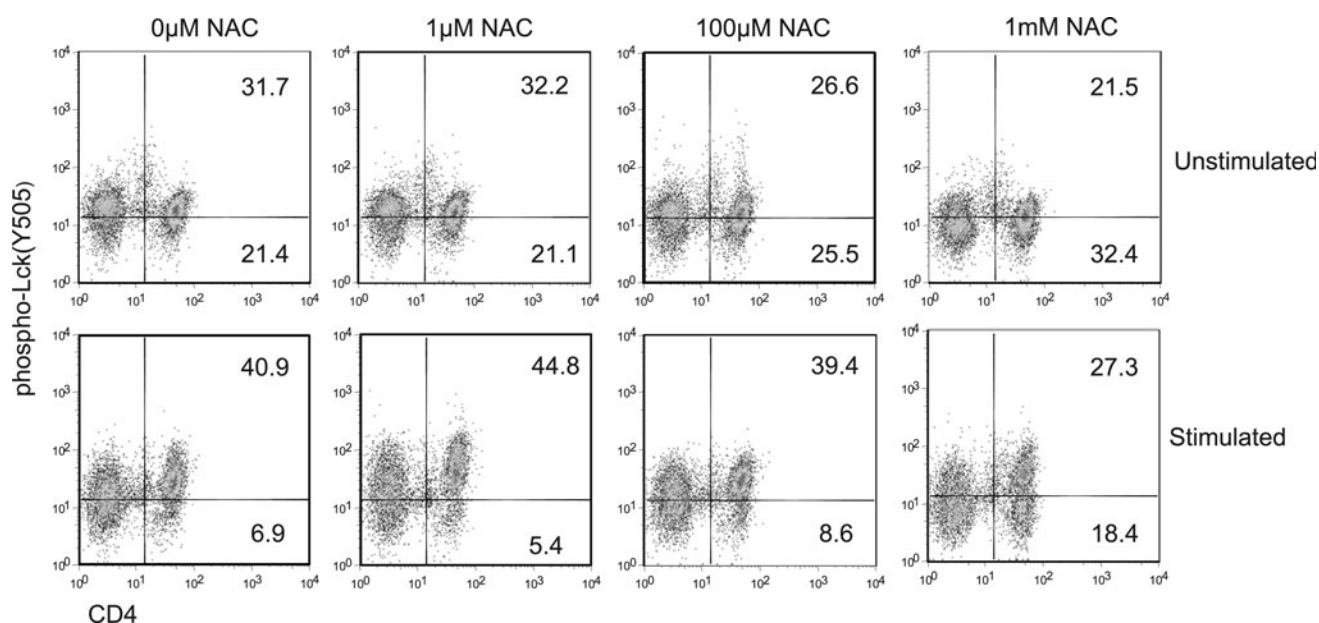 0µM NAC
1µM NAC
100µM NAC
1mM NAC
10⁴ 10³ 10² 10¹ 10⁰
31.7
21.4
10⁰ 10¹ 10² 10³ 10⁴
10⁴ 10³ 10² 10¹ 10⁰
32.2
21.1
10⁰ 10¹ 10² 10³ 10⁴
10⁴ 10³ 10² 10¹ 10⁰
26.6
25.5
10⁰ 10¹ 10² 10³ 10⁴
10⁴ 10³ 10² 10¹ 10⁰
21.5
32.4
10⁰ 10¹ 10² 10³ 10⁴
Unstimulated
phospho-Lck(Y505)
10⁴ 10³ 10² 10¹ 10⁰
40.9
6.9
10⁰ 10¹ 10² 10³ 10⁴
10⁴ 10³ 10² 10¹ 10⁰
44.8
5.4
10⁰ 10¹ 10² 10³ 10⁴
10⁴ 10³ 10² 10¹ 10⁰
39.4
8.6
10⁰ 10¹ 10² 10³ 10⁴
10⁴ 10³ 10² 10¹ 10⁰
27.3
18.4
10⁰ 10¹ 10² 10³ 10⁴
Stimulated
CD4